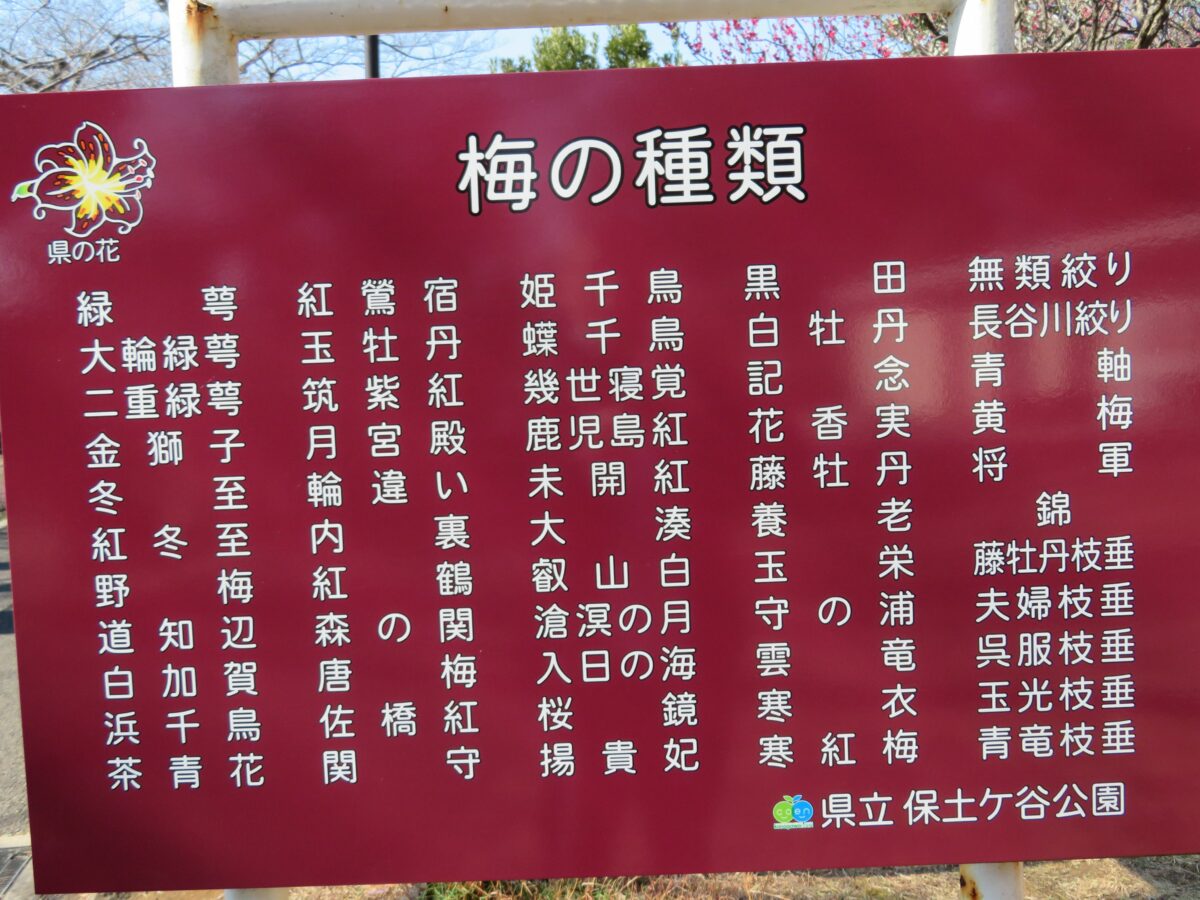 梅の種類
県の花
緑萼
大輪緑萼
二重緑萼
金獅子
冬至
紅冬至
野梅
道知辺
白加賀
浜千鳥
茶青花
紅鶯宿
玉牡丹
筑紫紅
月宮殿
輪違い
内裏
紅鶴
森の関
唐梅
佐橋紅
関守
姫千鳥
蝶千鳥
幾世寝覚
鹿児島紅
未開紅
大湊
叡山白
滄溟の月
入日の海
桜鏡
揚貴妃
黒田
白牡丹
記念
花香実
藤牡丹
養老
玉栄
守の浦
雲竜
寒衣
寒紅梅
無類絞り
長谷川絞り
青軸
黄梅
将軍
錦
藤牡丹枝垂
夫婦枝垂
呉服枝垂
玉光枝垂
青竜枝垂
県立保土ケ谷公園